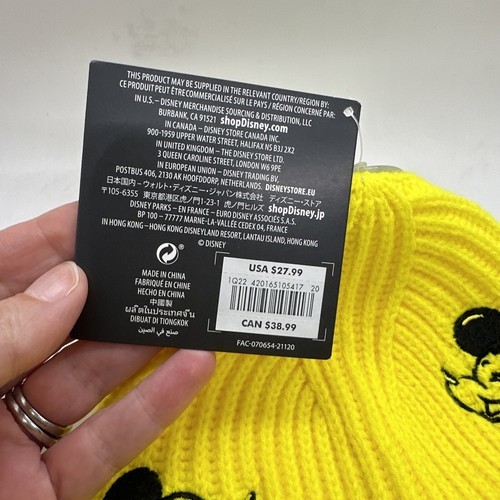 THIS PRODUCT MAY BE SUPPLIED IN THE RELEVANT COUNTRY/REGION BY:
CE PRODUIT PEUT ÊTRE COMMERCIALISÉ SUR LE PAYS / RÉGION CONCERNÉ PAR:
IN U.S. – DISNEY MERCHANDISE SOURCING & DISTRIBUTION, LLC
BURBANK, CA 91521 shopDisney.com
IN CANADA – DISNEY STORE CANADA INC.
900-1959 UPPER WATER STREET, HALIFAX NS B3J 2X2
IN UNITED KINGDOM – THE DISNEY STORE LTD.
3 QUEEN CAROLINE STREET, LONDON W6 9PE
IN EUROPEAN UNION – DISNEY TRADING BV,
POSTBUS 406, 2130 AK HOOFDDORP, NETHERLANDS. DISNEYSTORE.EU
日本国内－ウォルト・ディズニー・ジャパン株式会社 ディズニーストア
〒105-6355 東京都港区虎ノ門1-23-1 虎ノ門ヒルズ shopDisney.jp
DISNEY PARKS – EN FRANCE – EURO DISNEY ASSOCIÉS S.A.S.
BP 100 – 77777 MARNE-LA-VALLÉE CEDEX 04, FRANCE
IN HONG KONG – HONG KONG DISNEYLAND RESORT, LANTAU ISLAND, HONG KONG
© DISNEY
MADE IN CHINA
FABRIQUÉ EN CHINE
HECHO EN CHINA
中國製
ผลิตในประเทศจีน
DIBUAT DI TIONGKOK
صنع في الصين
USA $27.99
1Q22 420165105417 20
CAN $38.99
FAC-070654-21120